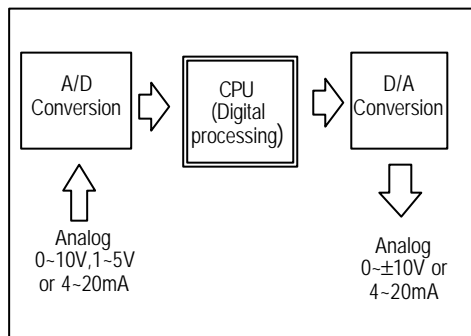 A/D
Conversion
CPU
(Digital
processing)
D/A
Conversion
Analog
0~10V,1~5V
or 4~20mA
Analog
0~±10V or
4~20mA